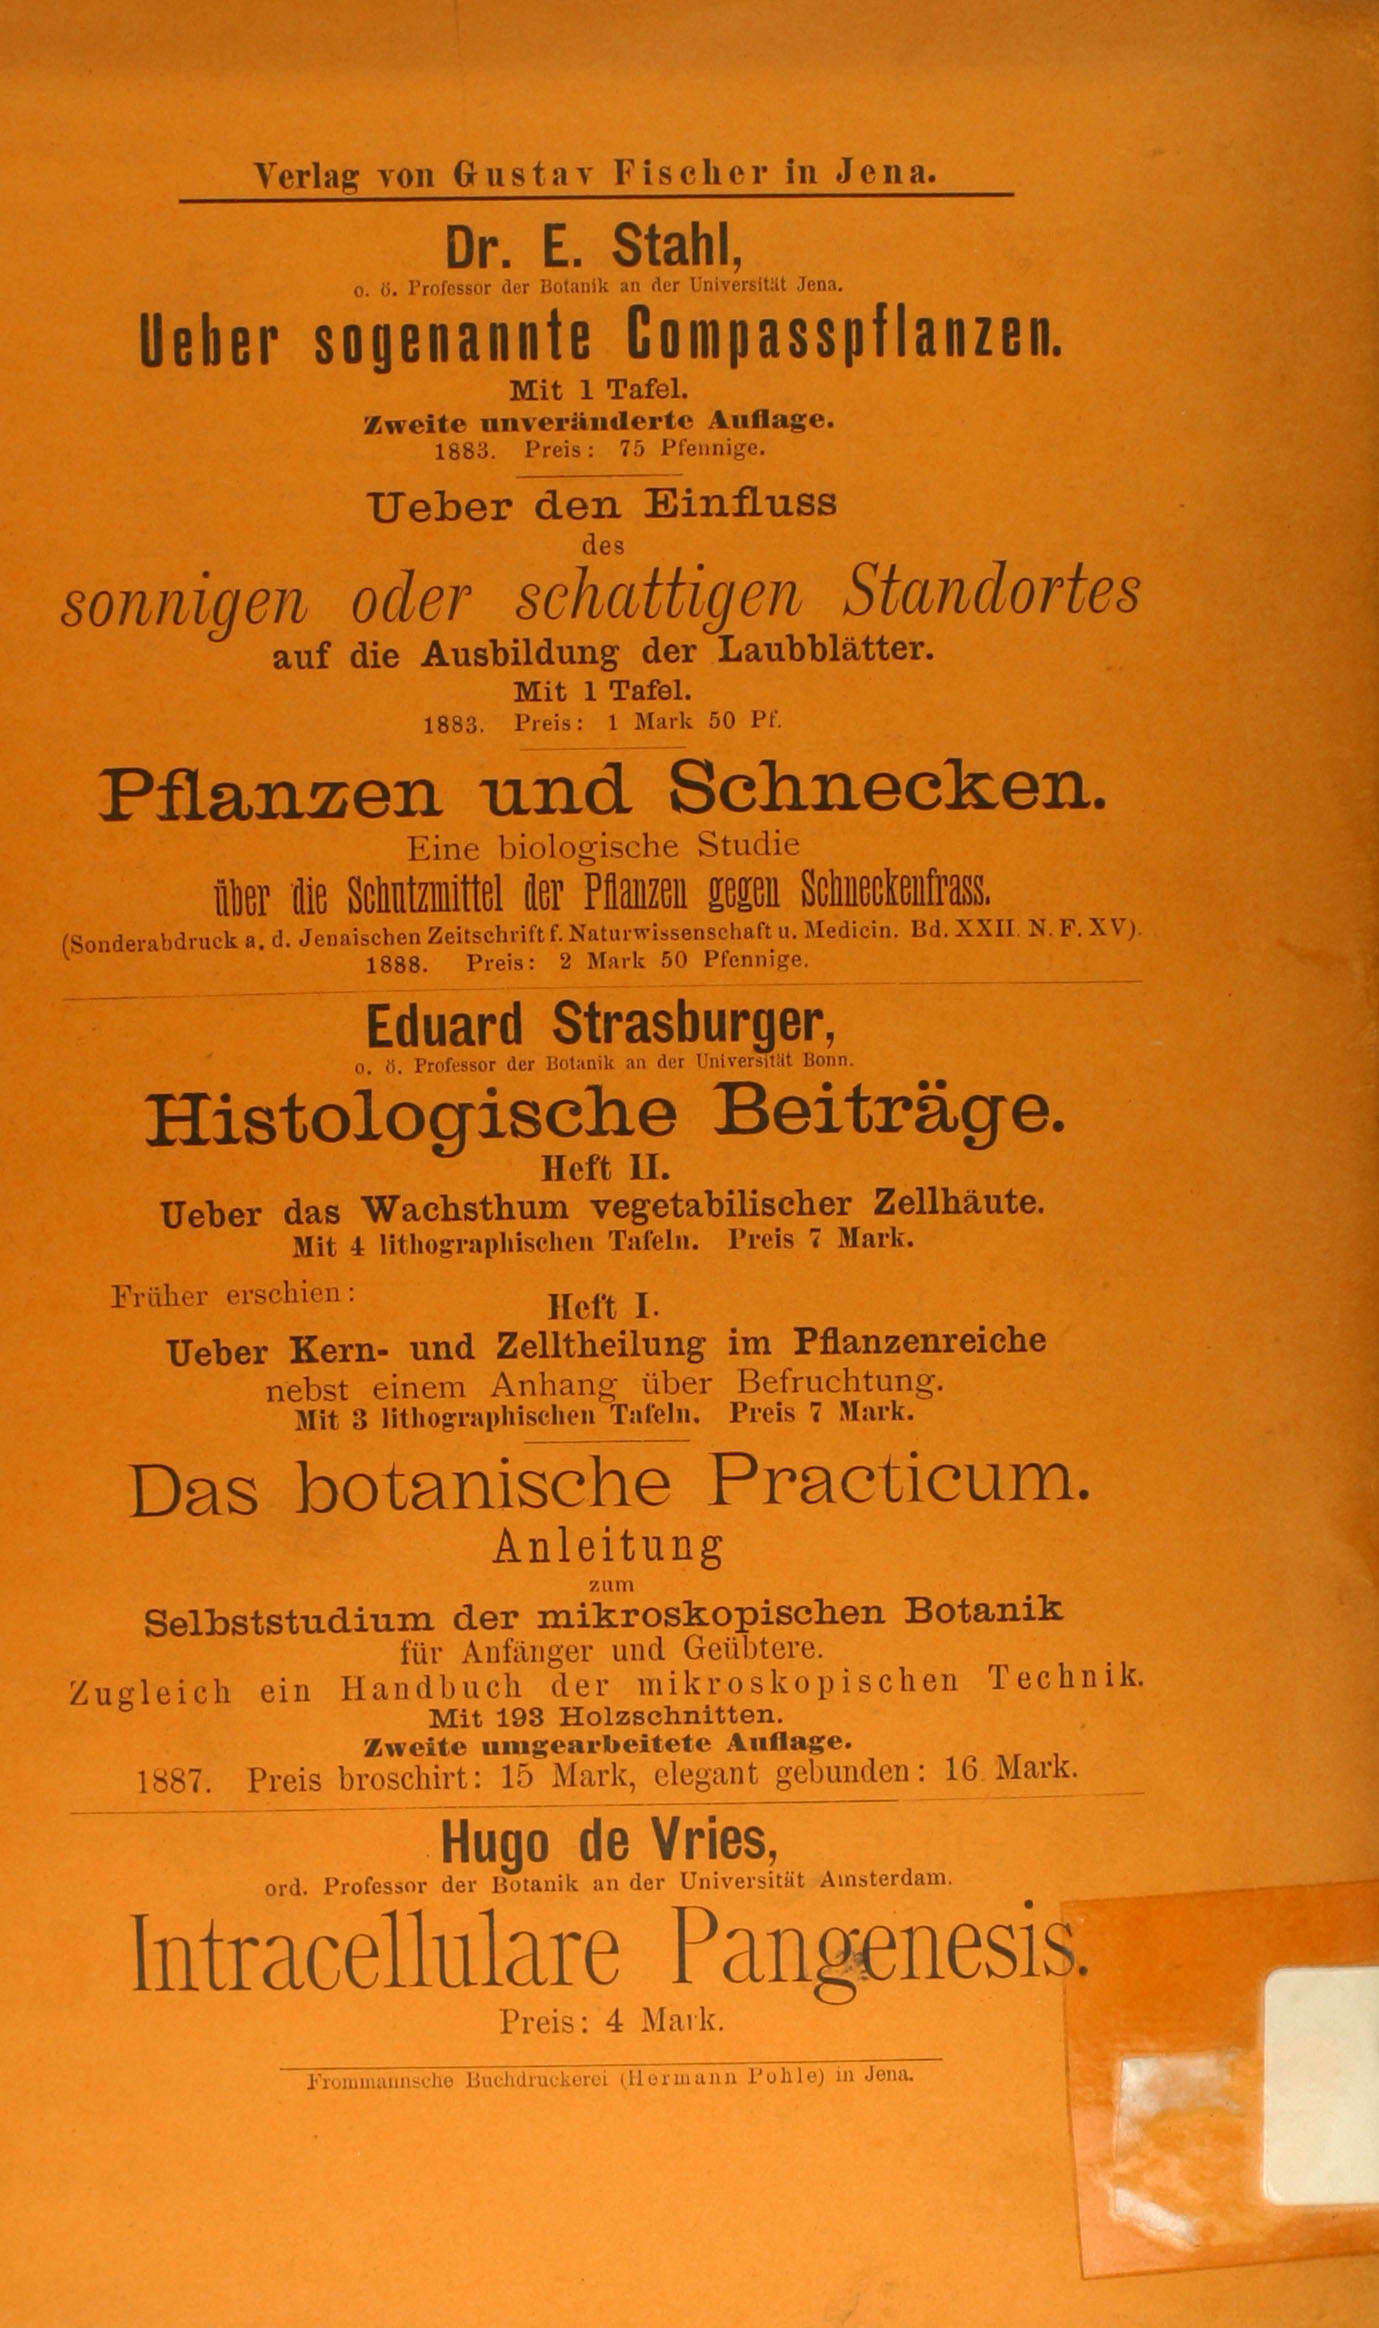 Verlag von Gustav Fischer in Jena.
Dr. E. Stahl,
o. ö. Professor der Botanik an der Universität Jena.
Ueber sogenannte Compasspflanzen.
Mit 1 Tafel.
Zweite unveränderte Auflage.
1883. Preis: 75 Pfennige.
Ueber den Einfluss
des
sonnigen oder schattigen Standortes
auf die Ausbildung der Laubblätter.
Mit 1 Tafel.
1883. Preis: 1 Mark 50 Pf.
Pflanzen und Schnecken.
Eine biologische Studie
über die Schutzmittel der Pflanzen gegen Schneckenfrass.
(Sonderabdruck a. d. Jenaischen Zeitschrift f. Naturwissenschaft u. Medicin. Bd. XXII. N. F. XV).
1888. Preis: 2 Mark 50 Pfennige.
Eduard Strasburger,
o. ö. Professor der Botanik an der Universität Bonn.
Histologische Beiträge.
Heft II.
Ueber das Wachsthum vegetabilischer Zellhäute.
Mit 4 lithographischen Tafeln. Preis 7 Mark.
Früher erschien:
Heft I.
Ueber Kern- und Zelltheilung im Pflanzenreiche
nebst einem Anhang über Befruchtung.
Mit 3 lithographischen Tafeln. Preis 7 Mark.
Das botanische Practicum.
Anleitung
zum
Selbststudium der mikroskopischen Botanik
für Anfänger und Geübtere.
Zugleich ein Handbuch der mikroskopischen Technik.
Mit 193 Holzschnitten.
Zweite umgearbeitete Auflage.
1887. Preis broschirt: 15 Mark, elegant gebunden: 16 Mark.
Hugo de Vries,
ord. Professor der Botanik an der Universität Amsterdam.
Intracellulare Pangenesis.
Preis: 4 Mark.
Frommannsche Buchdruckerei (Hermann Pohle) in Jena.